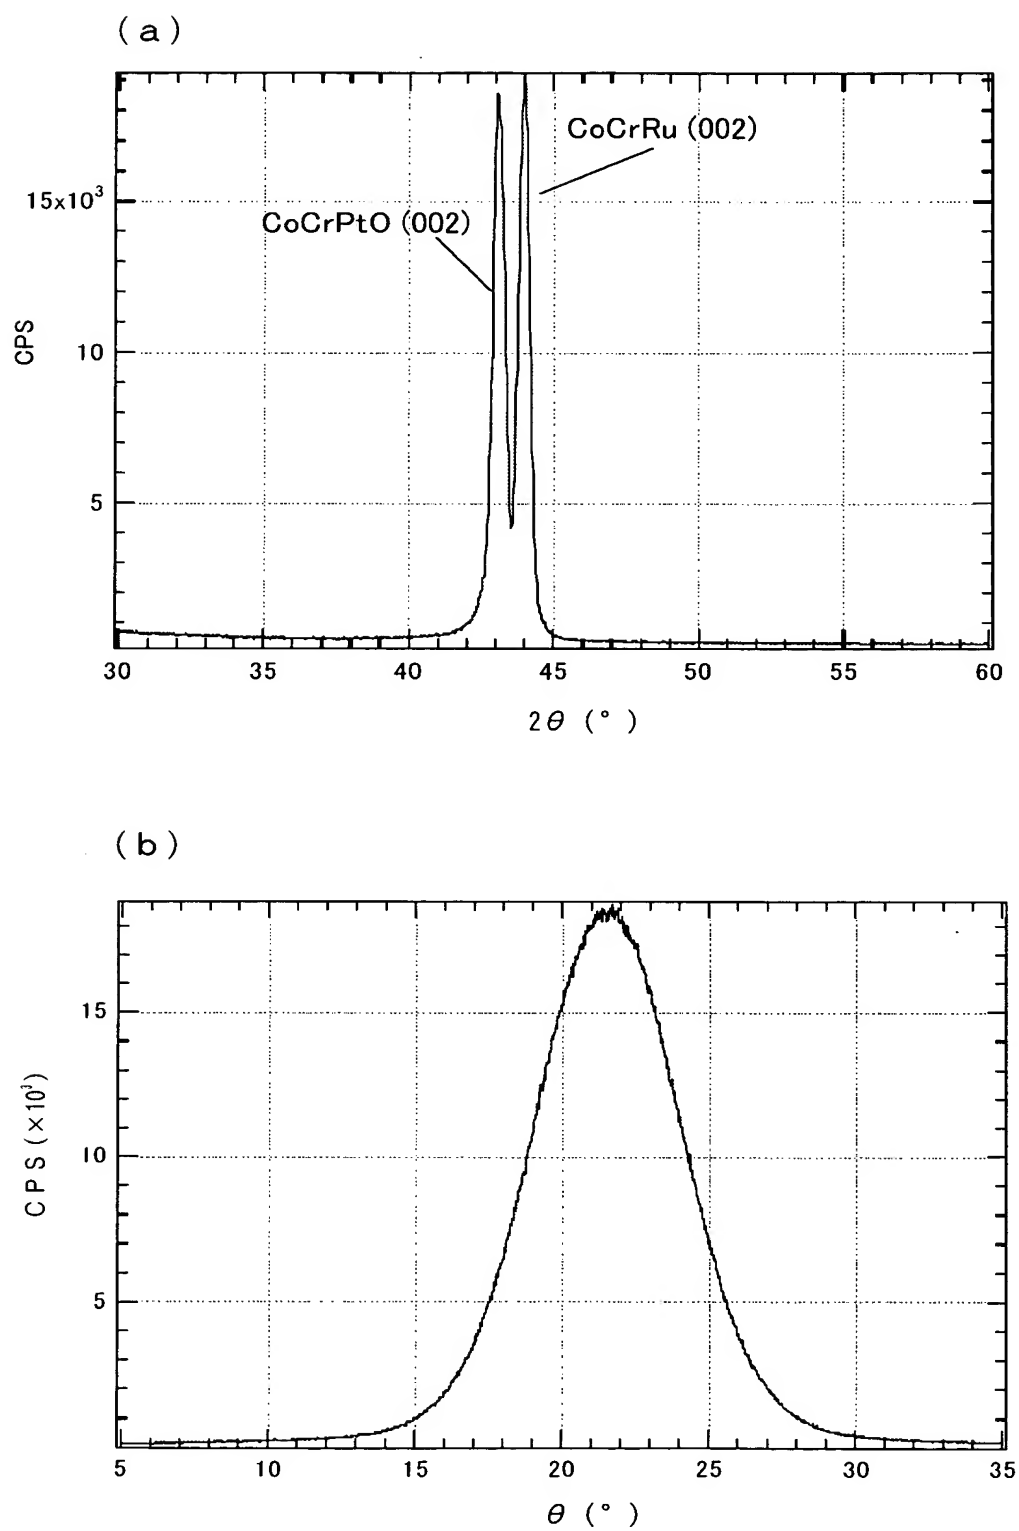 (a)
CoCrRu (002)
15x10³
CoCrPtO (002)
CPS
10
5
30 35 40 45 50 55 60
2θ (°)
(b)
15
CPS (×10³)
10
5
5 10 15 20 25 30 35
θ (°)